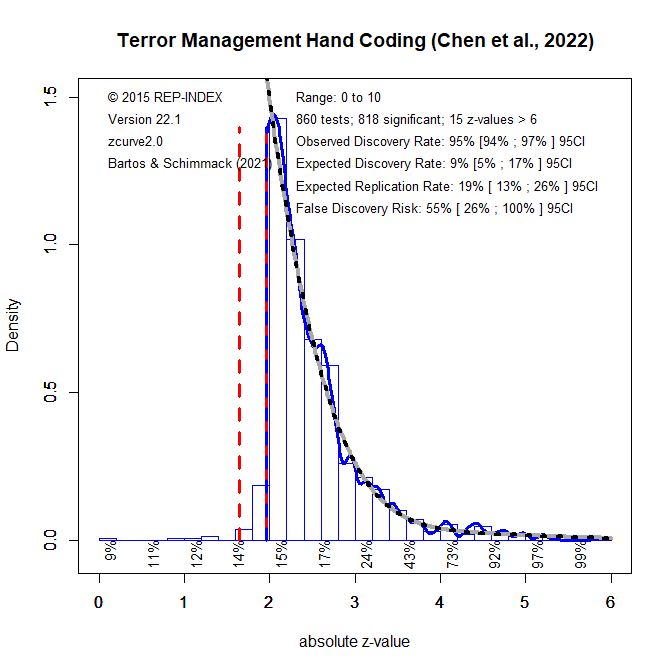 Terror Management Hand Coding (Chen et al., 2022)
© 2015 REP-INDEX
Version 22.1
zcurve2.0
Bartos & Schimmack (2021)
Range: 0 to 10
860 tests; 818 significant; 15 z-values > 6
Observed Discovery Rate: 95% [94% ; 97% ] 95CI
Expected Discovery Rate: 9% [5% ; 17% ] 95CI
Expected Replication Rate: 19% [ 13% ; 26% ] 95CI
False Discovery Risk: 55% [ 26% ; 100% ] 95CI
Density
1.5
1.0
0.5
0.0
9% 11% 12% 14% 15% 17% 24% 43% 73% 92% 97% 99%
0 1 2 3 4 5 6
absolute z-value